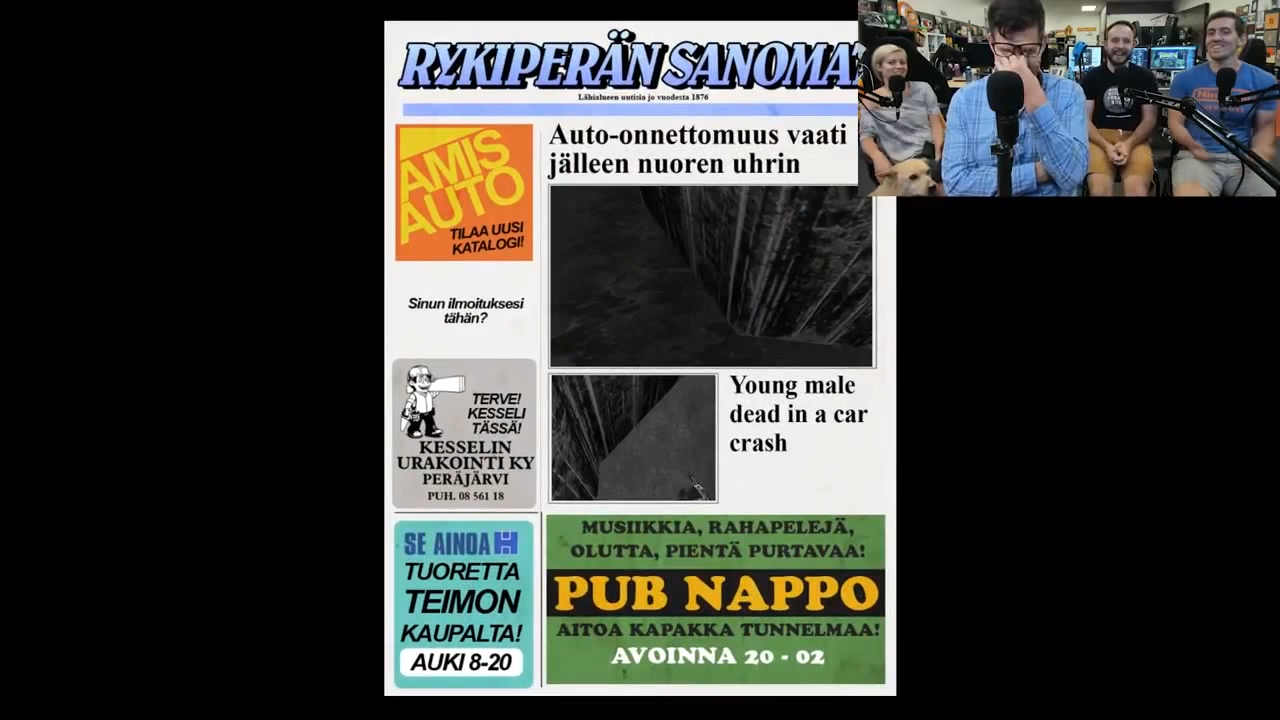 RYKIPERÄN SANOMAT
Lähialueen uutisia jo vuodesta 1876
AMIS
AUTO
TILAA UUSI
KATALOGI!
Sinun ilmoituksesi
tähän?
TERVE!
KESSELI
TÄSSÄ!
KESSELIN
URAKOINTI KY
PERÄJÄRVI
PUH. 08 561 18
SE AINOA
TUORETTA
TEIMON
KAUPALTA!
AUKI 8-20
Auto-onnettomuus vaati
jälleen nuoren uhrin
Young male
dead in a car
crash
MUSIIKKIA, RAHAPELEJÄ,
OLUTTA, PIENTÄ PURTAVAA!
PUB NAPPO
AITOA KAPAKKA TUNNELMAA!
AVOINNA 20 - 02